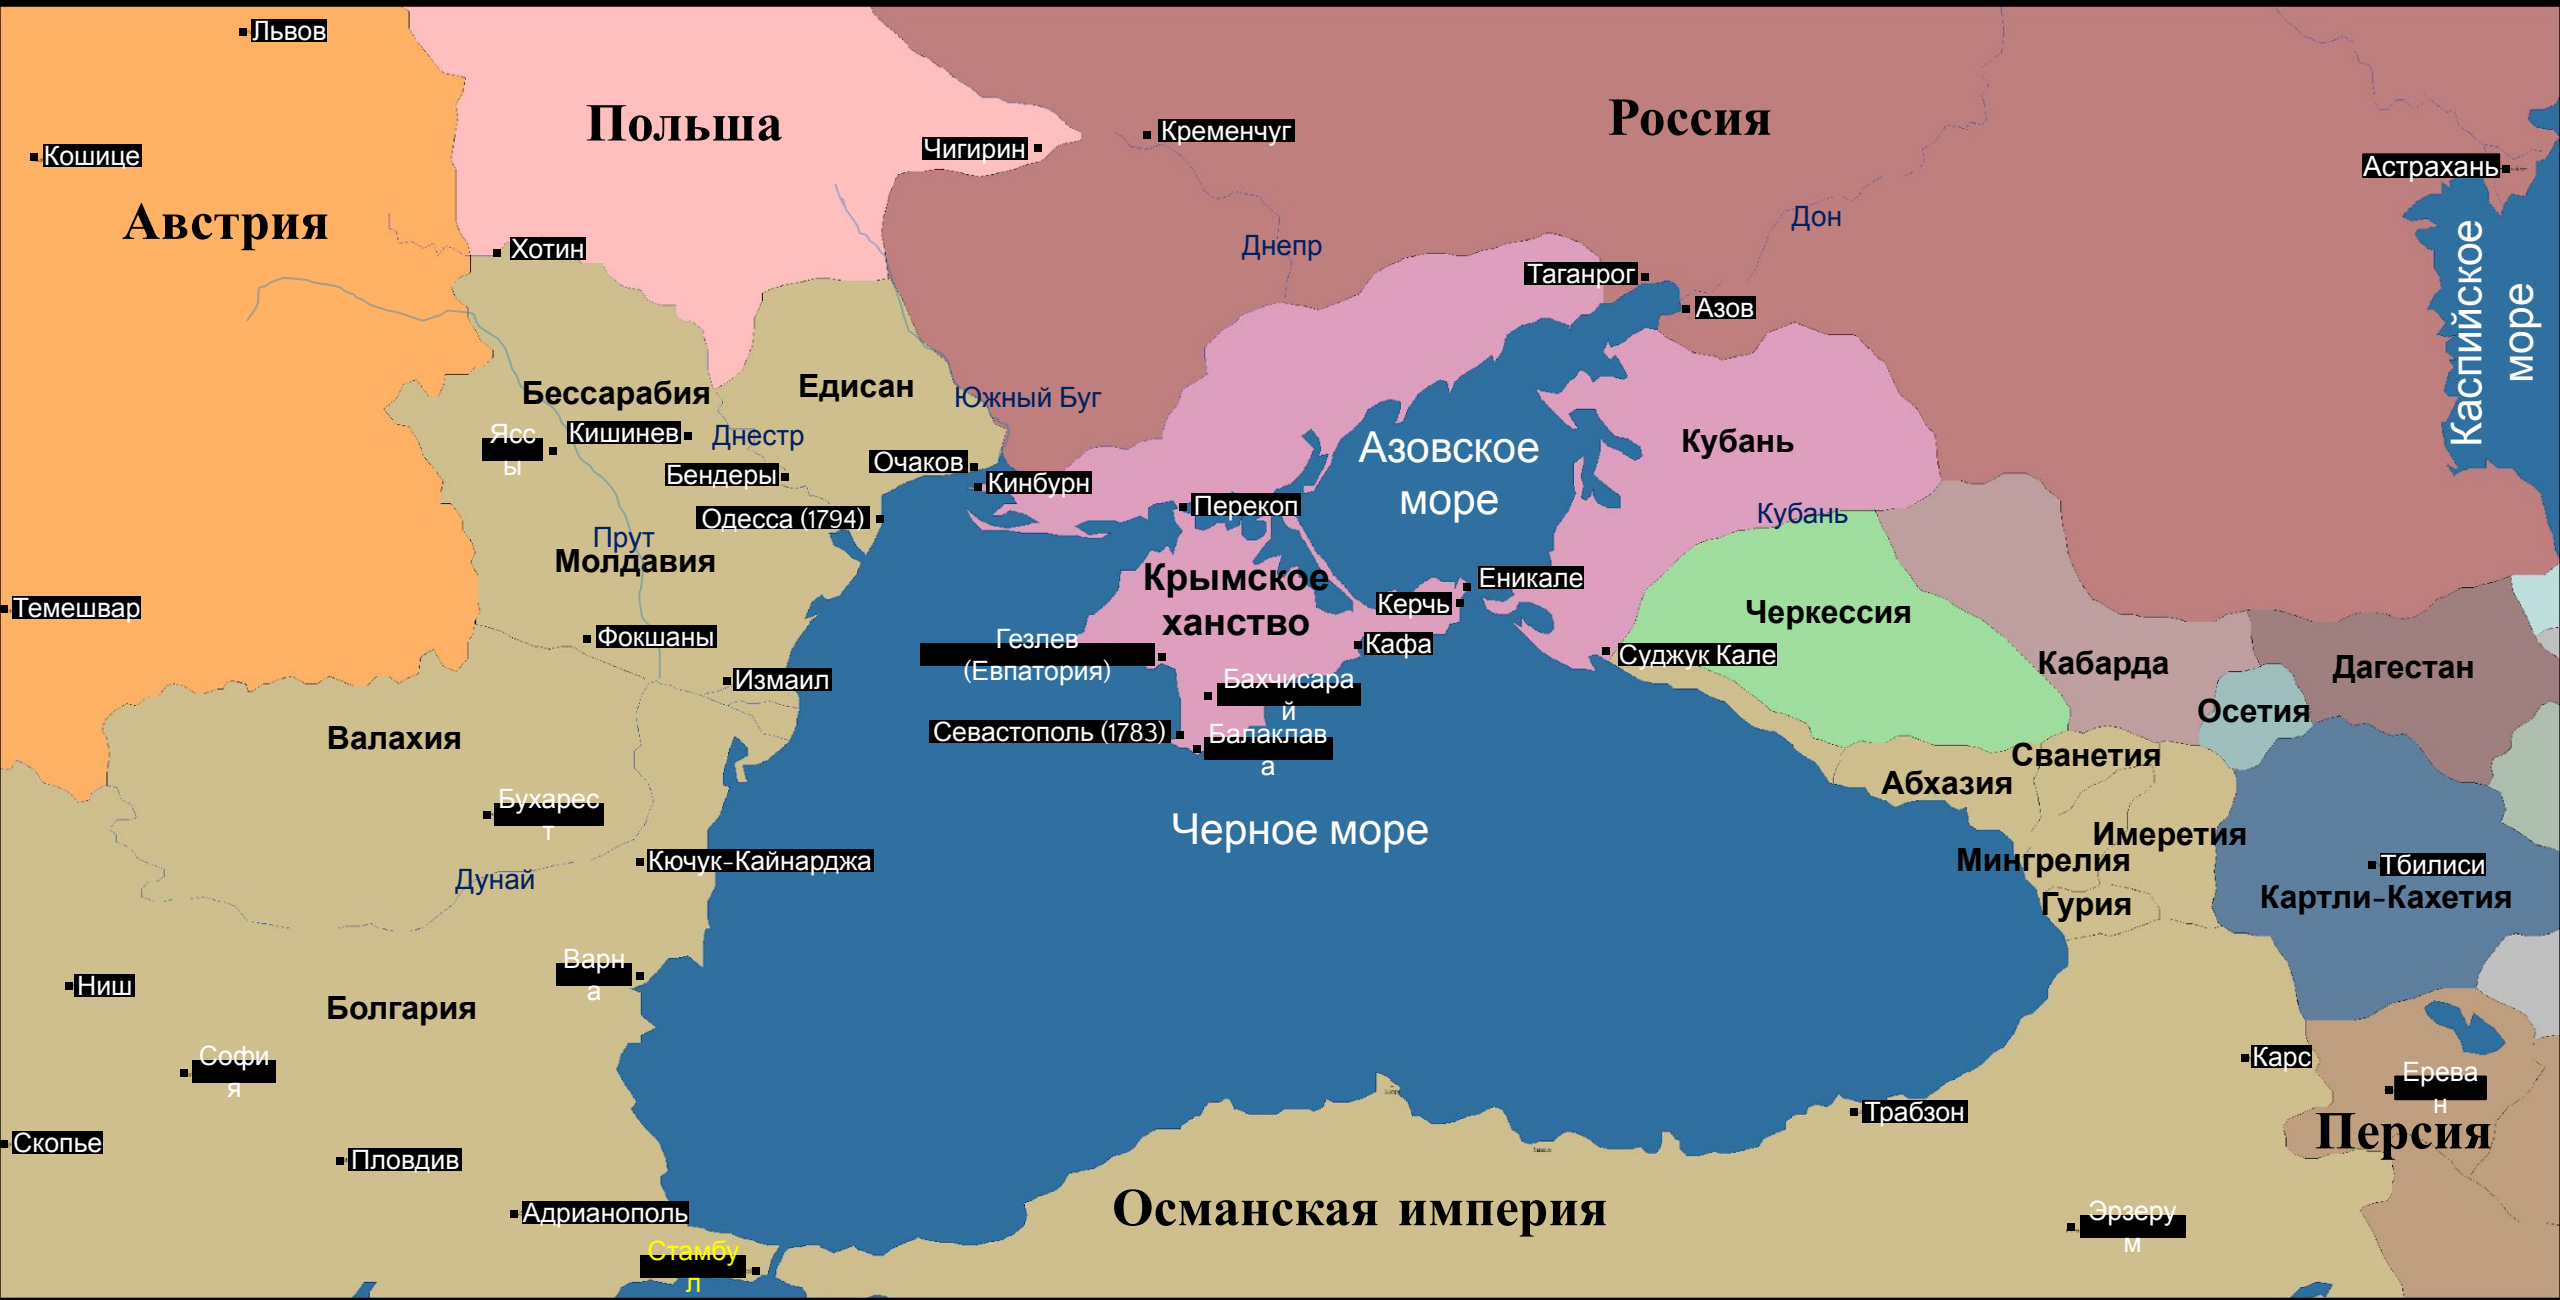 Львов
Польша
Россия
Чигирин
Кременчуг
Кошице
Астрахань
Австрия
Дон
Хотин
Днепр
Таганрог
Азов
Каспийское
море
Бессарабия
Едисан
Южный Буг
Ясс
ы
Кишинев
Днестр
Азовское
море
Кубань
Бендеры
Очаков
Кинбурн
Перекоп
Одесса (1794)
Кубань
Прут
Молдавия
Крымское
ханство
Еникале
Керчь
Темешвар
Черкессия
Фокшаны
Гезлев
(Евпатория)
Кафа
Суджук Кале
Кабарда
Дагестан
Измаил
Бахчисара
й
Осетия
Валахия
Севастополь (1783)
Балаклав
а
Сванетия
Абхазия
Бухарес
т
Черное море
Имеретия
Мингрелия
Кючук-Кайнарджа
Тбилиси
Дунай
Гурия
Картли-Кахетия
Варн
а
Ниш
Болгария
Софи
я
Карс
Ерева
н
Трабзон
Персия
Скопье
Пловдив
Адрианополь
Османская империя
Эрзеру
м
Стамбу
л